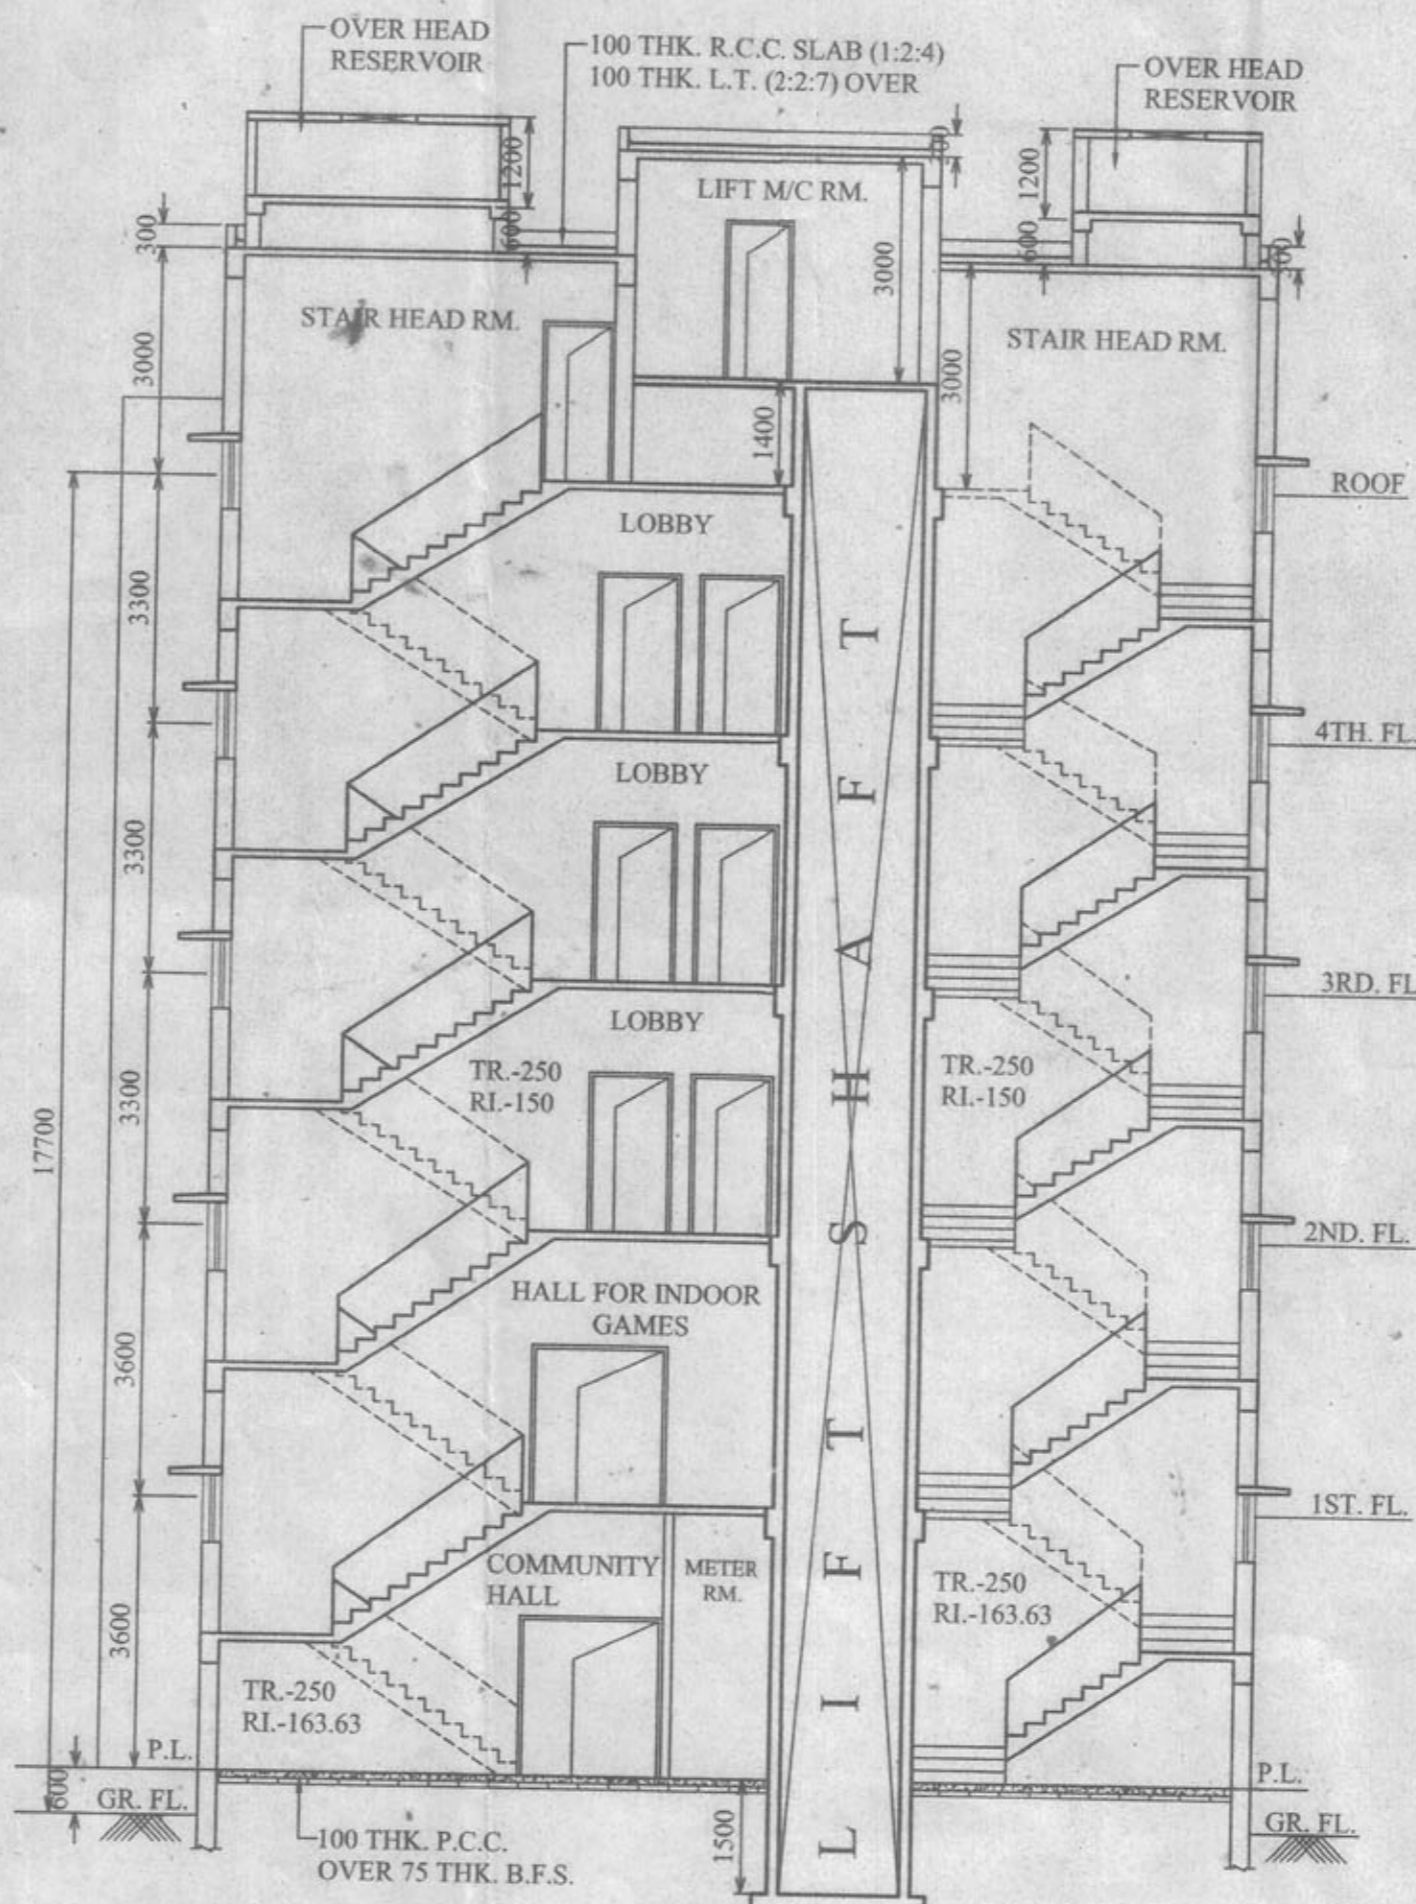 OVER HEAD
RESERVOIR
100 THK. R.C.C. SLAB (1:2:4)
100 THK. L.T. (2:2:7) OVER
OVER HEAD
RESERVOIR
1200
1200
LIFT M/C RM.
300
600
600
3000
3000
STAIR HEAD RM.
STAIR HEAD RM.
3000
1400
ROOF
LOBBY
3300
LIFT SHAFT
4TH. FL.
LOBBY
3300
3RD. FL
LOBBY
TR.-250
RI.-150
TR.-250
RI.-150
3300
17700
2ND. FL.
HALL FOR INDOOR
GAMES
3600
1ST. FL.
COMMUNITY
HALL
METER
RM.
TR.-250
RI.-163.63
3600
TR.-250
RI.-163.63
P.L.
P.L.
600
GR. FL.
GR. FL.
1500
100 THK. P.C.C.
OVER 75 THK. B.F.S.